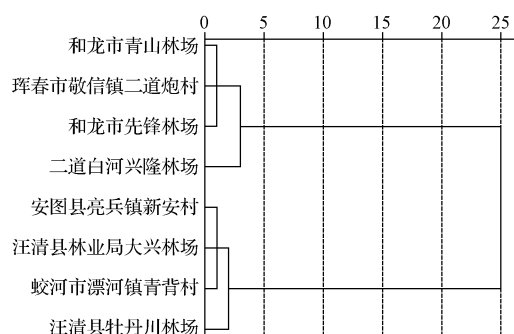 0 5 10 15 20 25
和龙市青山林场
珲春市敬信镇二道炮村
和龙市先锋林场
二道白河兴隆林场
安图县亮兵镇新安村
汪清县林业局大兴林场
蛟河市漂河镇青背村
汪清县牡丹川林场